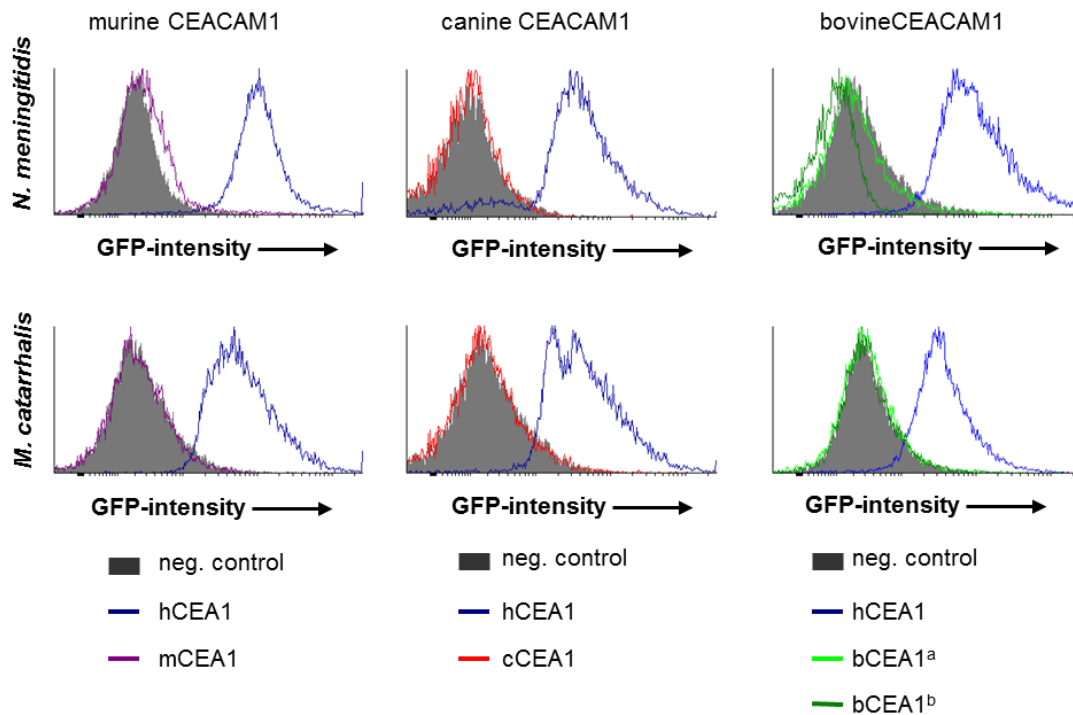 murine CEACAM1
canine CEACAM1
bovineCEACAM1
N. meningitidis
GFP-intensity
GFP-intensity
GFP-intensity
M. catarrhalis
GFP-intensity
GFP-intensity
GFP-intensity
neg. control
hCEA1
mCEA1
neg. control
hCEA1
cCEA1
neg. control
hCEA1
bCEA1ᵃ
bCEA1ᵇ